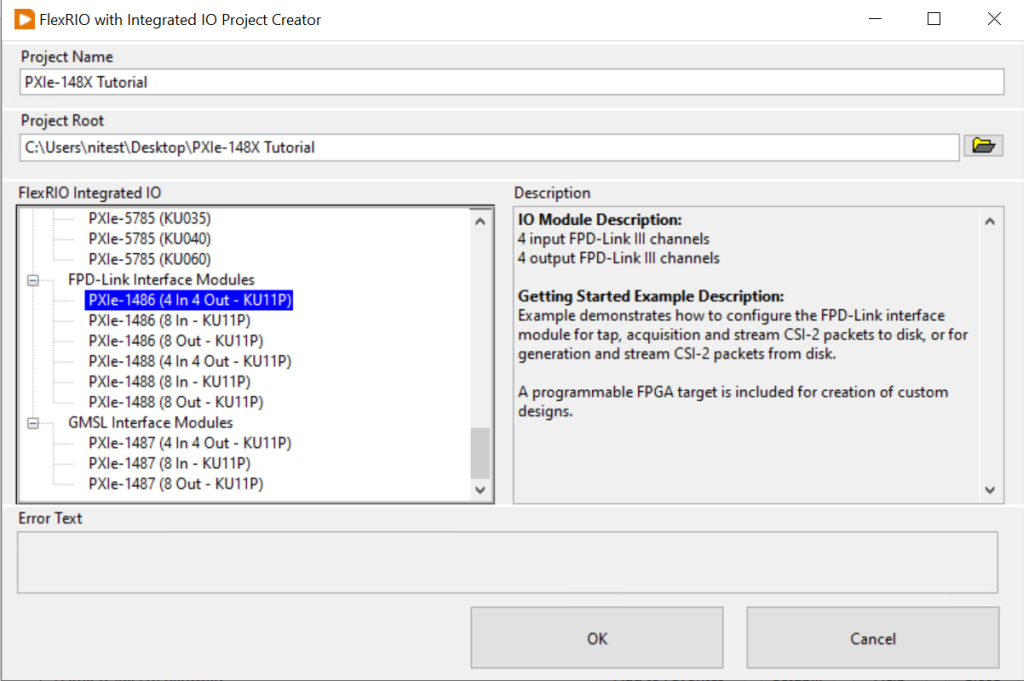 FlexRIO with Integrated IO Project Creator
Project Name
PXIe-148X Tutorial
Project Root
C:\Users\nitest\Desktop\PXIe-148X Tutorial
FlexRIO Integrated IO
PXIe-5785 (KU035)
PXIe-5785 (KU040)
PXIe-5785 (KU060)
FPD-Link Interface Modules
PXIe-1486 (4 In 4 Out - KU11P)
PXIe-1486 (8 In - KU11P)
PXIe-1486 (8 Out - KU11P)
PXIe-1488 (4 In 4 Out - KU11P)
PXIe-1488 (8 In - KU11P)
PXIe-1488 (8 Out - KU11P)
GMSL Interface Modules
PXIe-1487 (4 In 4 Out - KU11P)
PXIe-1487 (8 In - KU11P)
PXIe-1487 (8 Out - KU11P)
Description
IO Module Description:
4 input FPD-Link III channels
4 output FPD-Link III channels
Getting Started Example Description:
Example demonstrates how to configure the FPD-Link interface
module for tap, acquisition and stream CSI-2 packets to disk, or for
generation and stream CSI-2 packets from disk.
A programmable FPGA target is included for creation of custom
designs.
Error Text
OK
Cancel